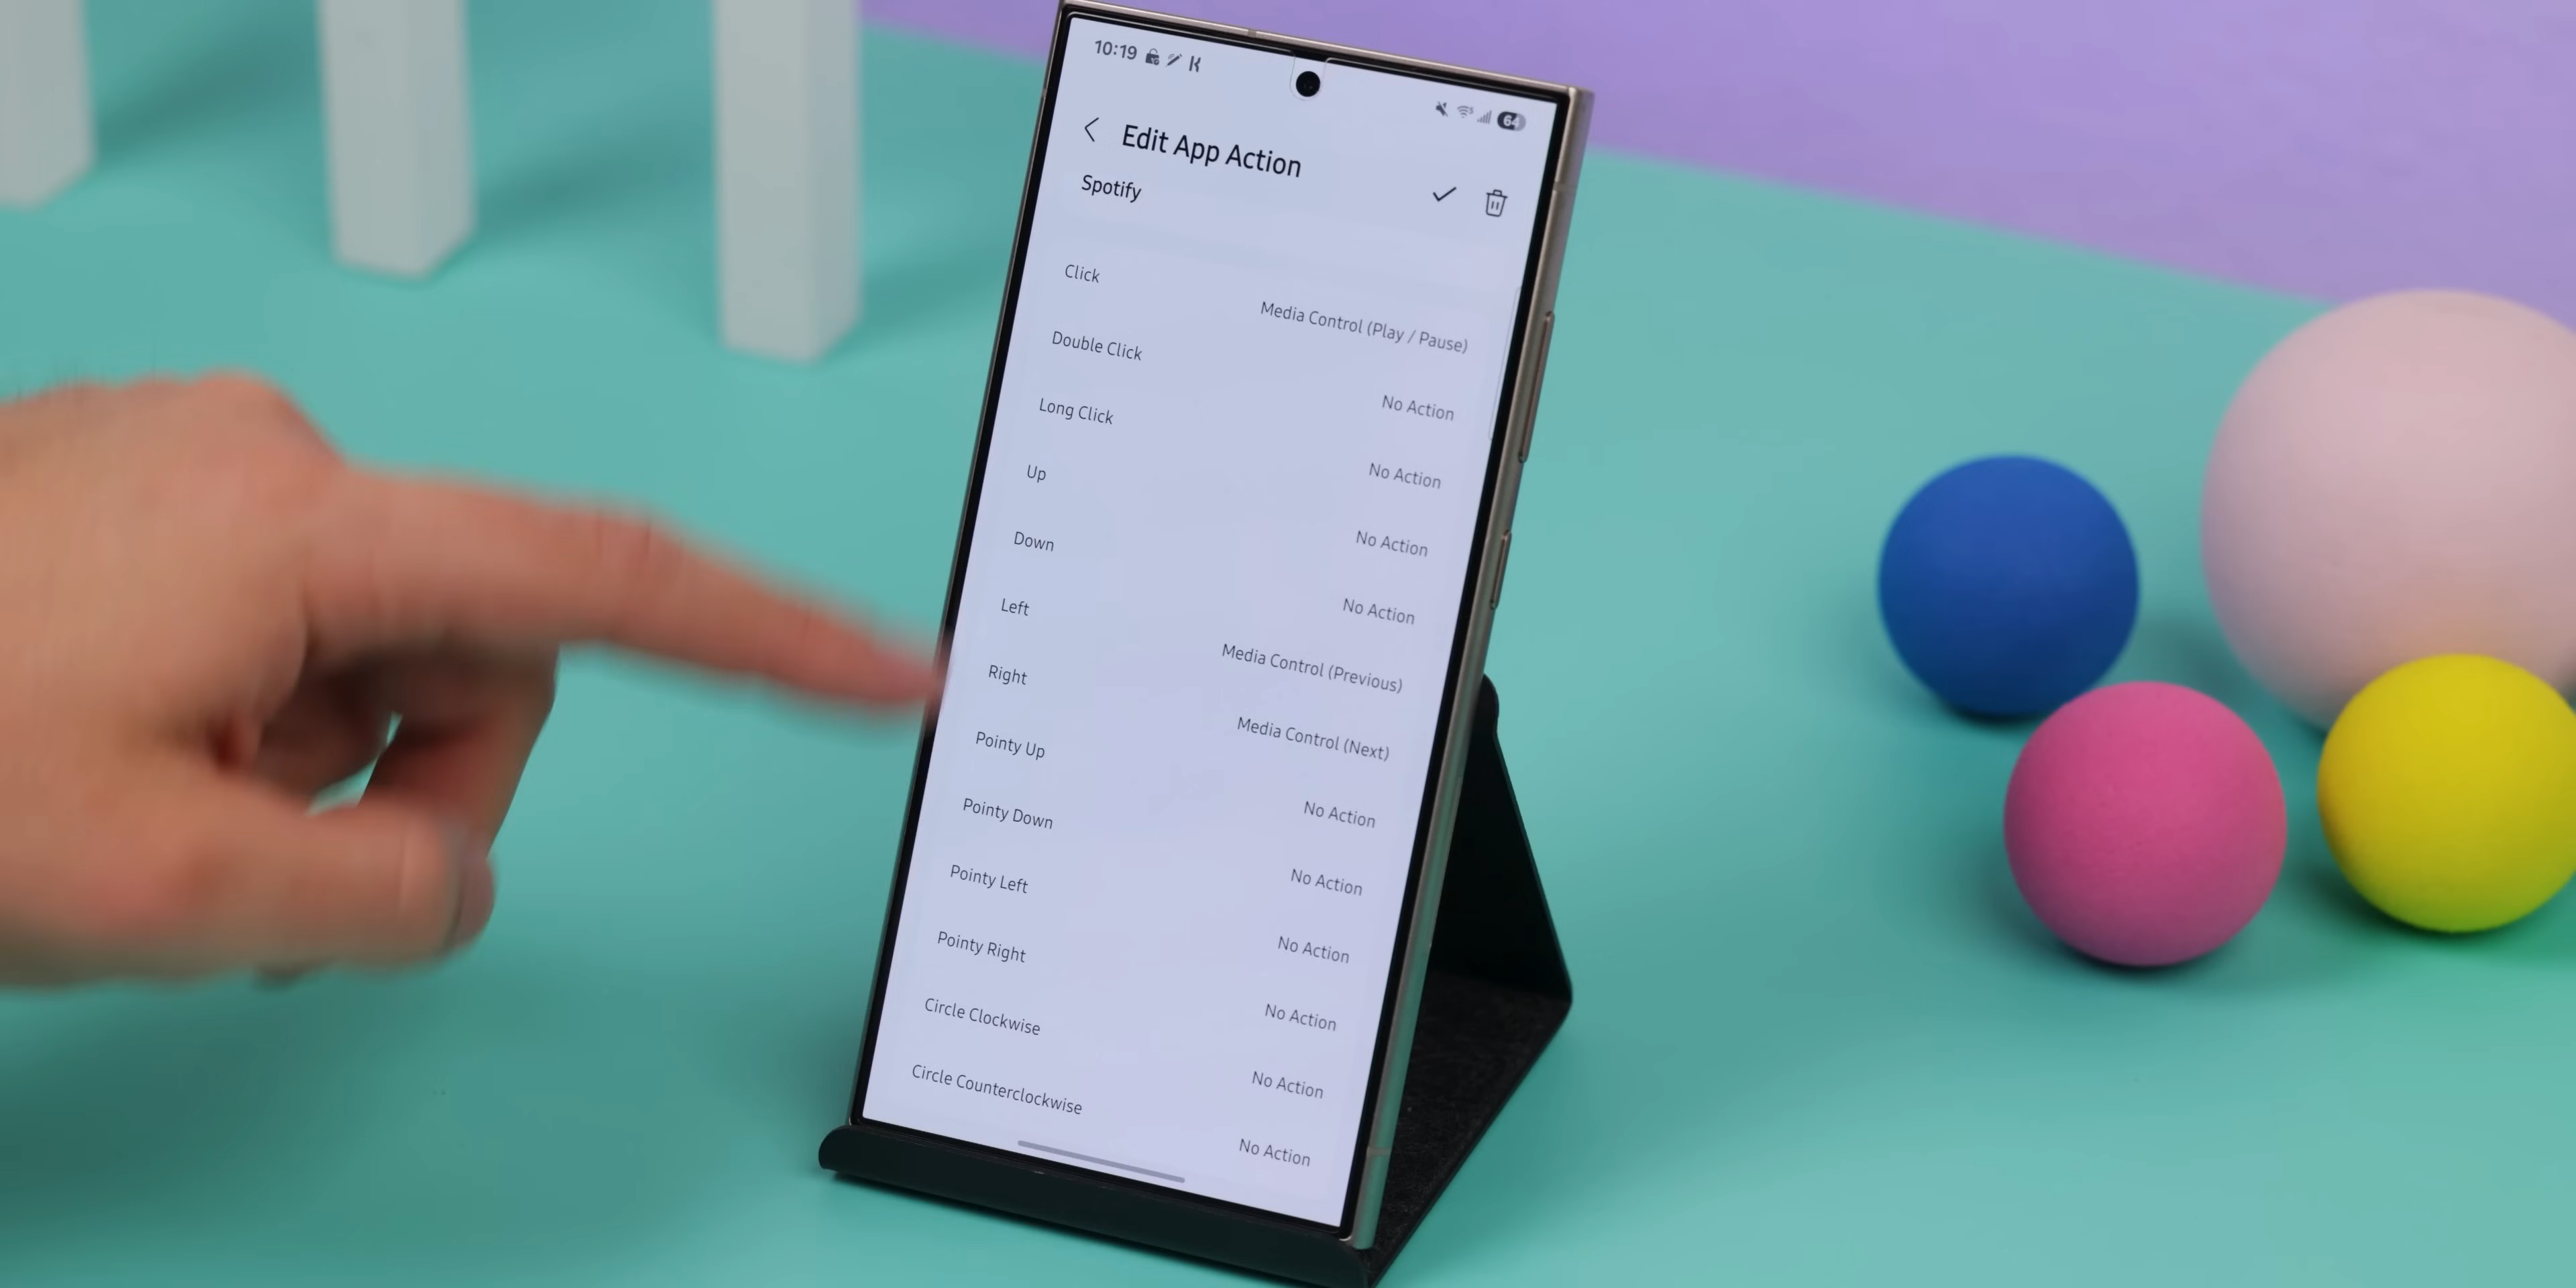 10:19
64
Edit App Action
Spotify
Click
Media Control (Play / Pause)
Double Click
No Action
Long Click
No Action
Up
No Action
Down
No Action
Left
Media Control (Previous)
Right
Media Control (Next)
Pointy Up
No Action
Pointy Down
No Action
Pointy Left
No Action
Pointy Right
No Action
Circle Clockwise
No Action
Circle Counterclockwise
No Action